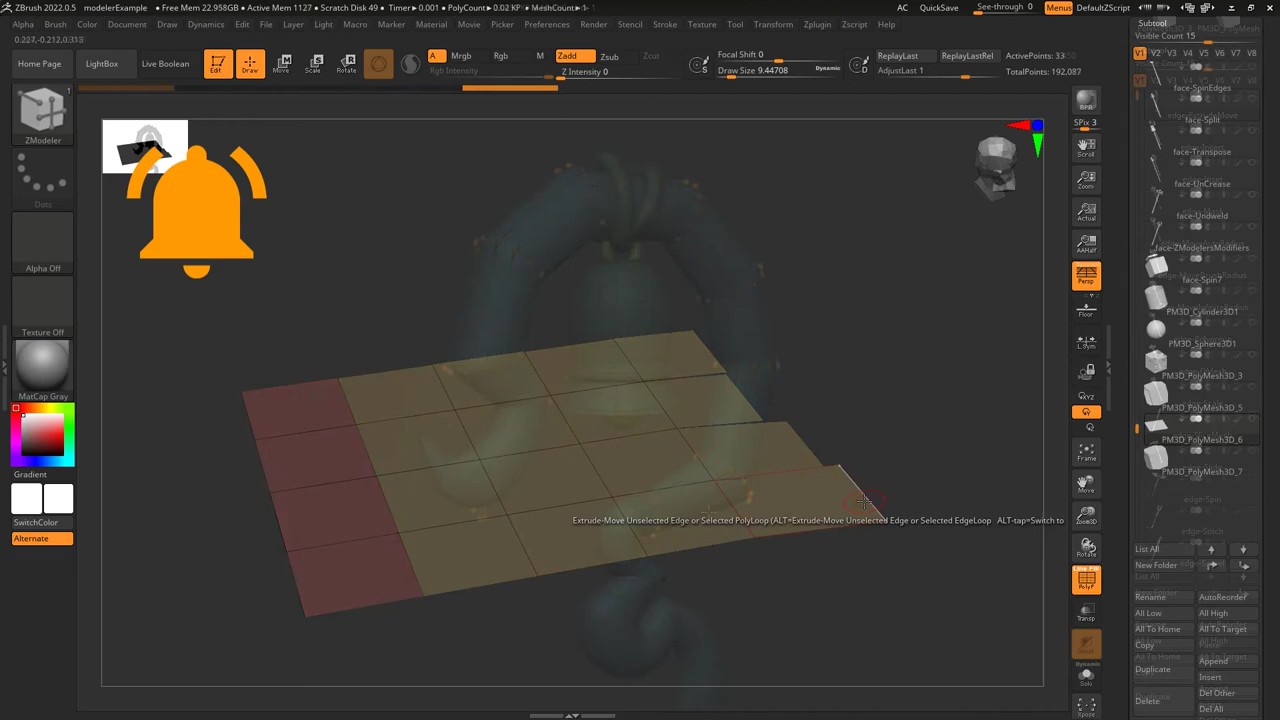 ZBrush 2022.0.5 modelerExample • Free Mem 22.958GB • Active Mem 1127 • Scratch Disk 49 • Timer▸0.001 • PolyCount▸0.02 KP • MeshCount▸1 AC QuickSave See-through 0 Menus DefaultZScript
Alpha Brush Color Document Draw Dynamics Edit File Layer Light Macro Marker Material Movie Picker Preferences Render Stencil Stroke Texture Tool Transform Zplugin Zscript Help
0.227,-0.212,0.313
Home Page LightBox Live Boolean Edit Draw Move Scale Rotate
A Mrgb Rgb M Zadd Zsub Zcut
Rgb Intensity Z Intensity 0
Focal Shift 0
Draw Size 9.44708 Dynamic
S D
ReplayLast ReplayLastRel
AdjustLast 1
ActivePoints: 33
TotalPoints: 192,087
1
ZModeler
Dots
Alpha Off
Texture Off
MatCap Gray
Gradient
SwitchColor
Alternate
Extrude-Move Unselected Edge or Selected PolyLoop (ALT=Extrude-Move Unselected Edge or Selected EdgeLoop ALT-tap=Switch to
BPR
SPix 3
Scroll
Zoom
Actual
AAHalf
Persp
Floor
L.Sym
XYZ
Y
Z
Frame
Move
Zoom3D
Rotate
Line Fill
PolyF
Transp
Ghost
Dynamic
Solo
Xpose
Subtool
Visible Count 15
V1 V2 V3 V4 V5 V6 V7 V8
face-SpinEdges
face-Split
face-Transpose
face-UnCrease
face-Undweld
face-ZModelersModifiers
face-Spin7
PM3D_Cylinder3D1
PM3D_Sphere3D1
PM3D_PolyMesh3D_3
PM3D_PolyMesh3D_5
PM3D_PolyMesh3D_6
PM3D_PolyMesh3D_7
edge-Spin
edge-Stitch
List All
New Folder
Rename AutoReorder
All Low All High
All To Home All To Target
Copy Paste
Duplicate Append
Insert
Delete Del Other
Del All